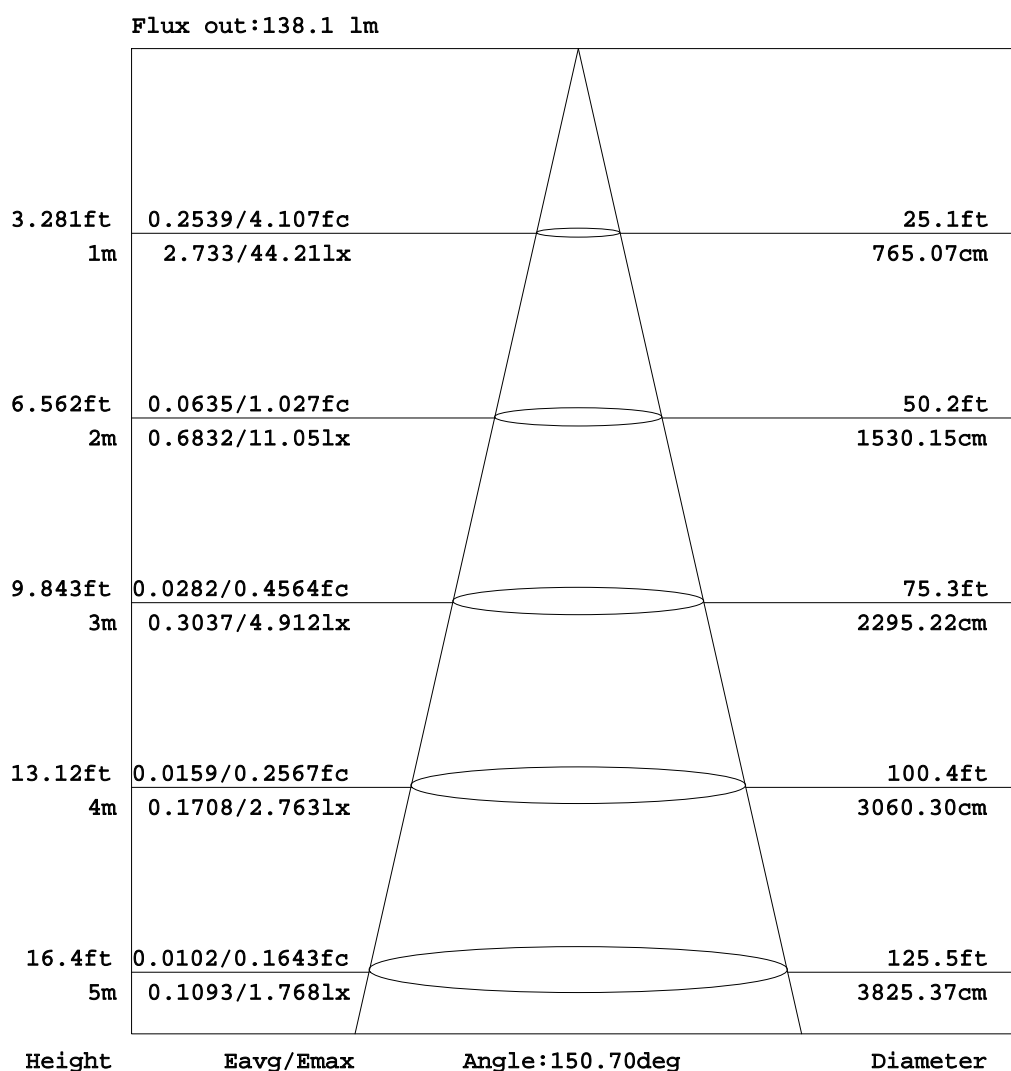 Flux out:138.1 lm
3.281ft 0.2539/4.107fc 25.1ft
1m 2.733/44.21lx 765.07cm
6.562ft 0.0635/1.027fc 50.2ft
2m 0.6832/11.05lx 1530.15cm
9.843ft 0.0282/0.4564fc 75.3ft
3m 0.3037/4.912lx 2295.22cm
13.12ft 0.0159/0.2567fc 100.4ft
4m 0.1708/2.763lx 3060.30cm
16.4ft 0.0102/0.1643fc 125.5ft
5m 0.1093/1.768lx 3825.37cm
Height Eavg/Emax Angle:150.70deg Diameter